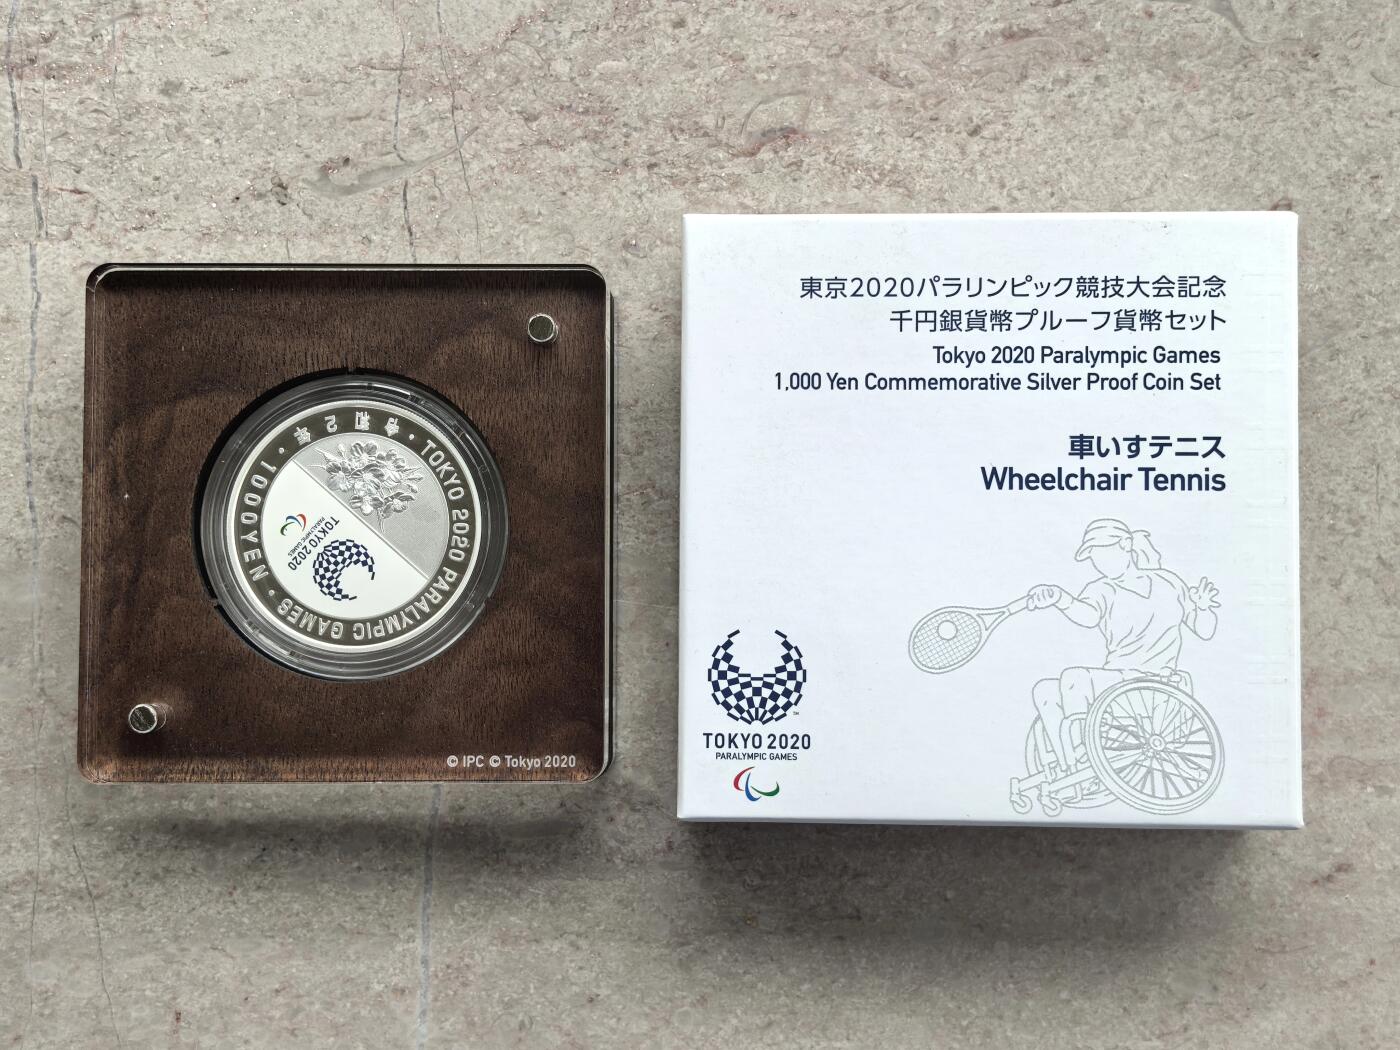 令和2年・TOKYO 2020 PARALYMPIC GAMES・1000YEN・
TOKYO 2020
PARALYMPIC GAMES
© IPC © Tokyo 2020
東京2020パラリンピック競技大会記念
千円銀貨幣プルーフ貨幣セット
Tokyo 2020 Paralympic Games
1,000 Yen Commemorative Silver Proof Coin Set
車いすテニス
Wheelchair Tennis
TM
TOKYO 2020
PARALYMPIC GAMES